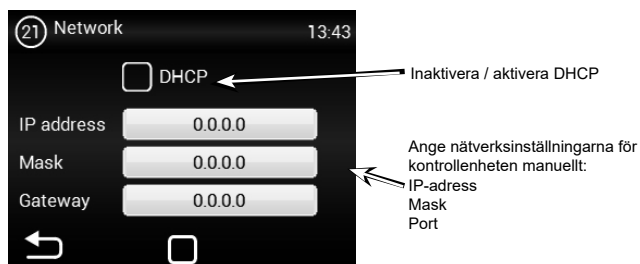 21 Network 13:43
DHCP
Inaktivera / aktivera DHCP
IP address 0.0.0.0
Mask 0.0.0.0
Gateway 0.0.0.0
Ange nätverksinställningarna för
kontrollenheten manuellt:
IP-adress
Mask
Port